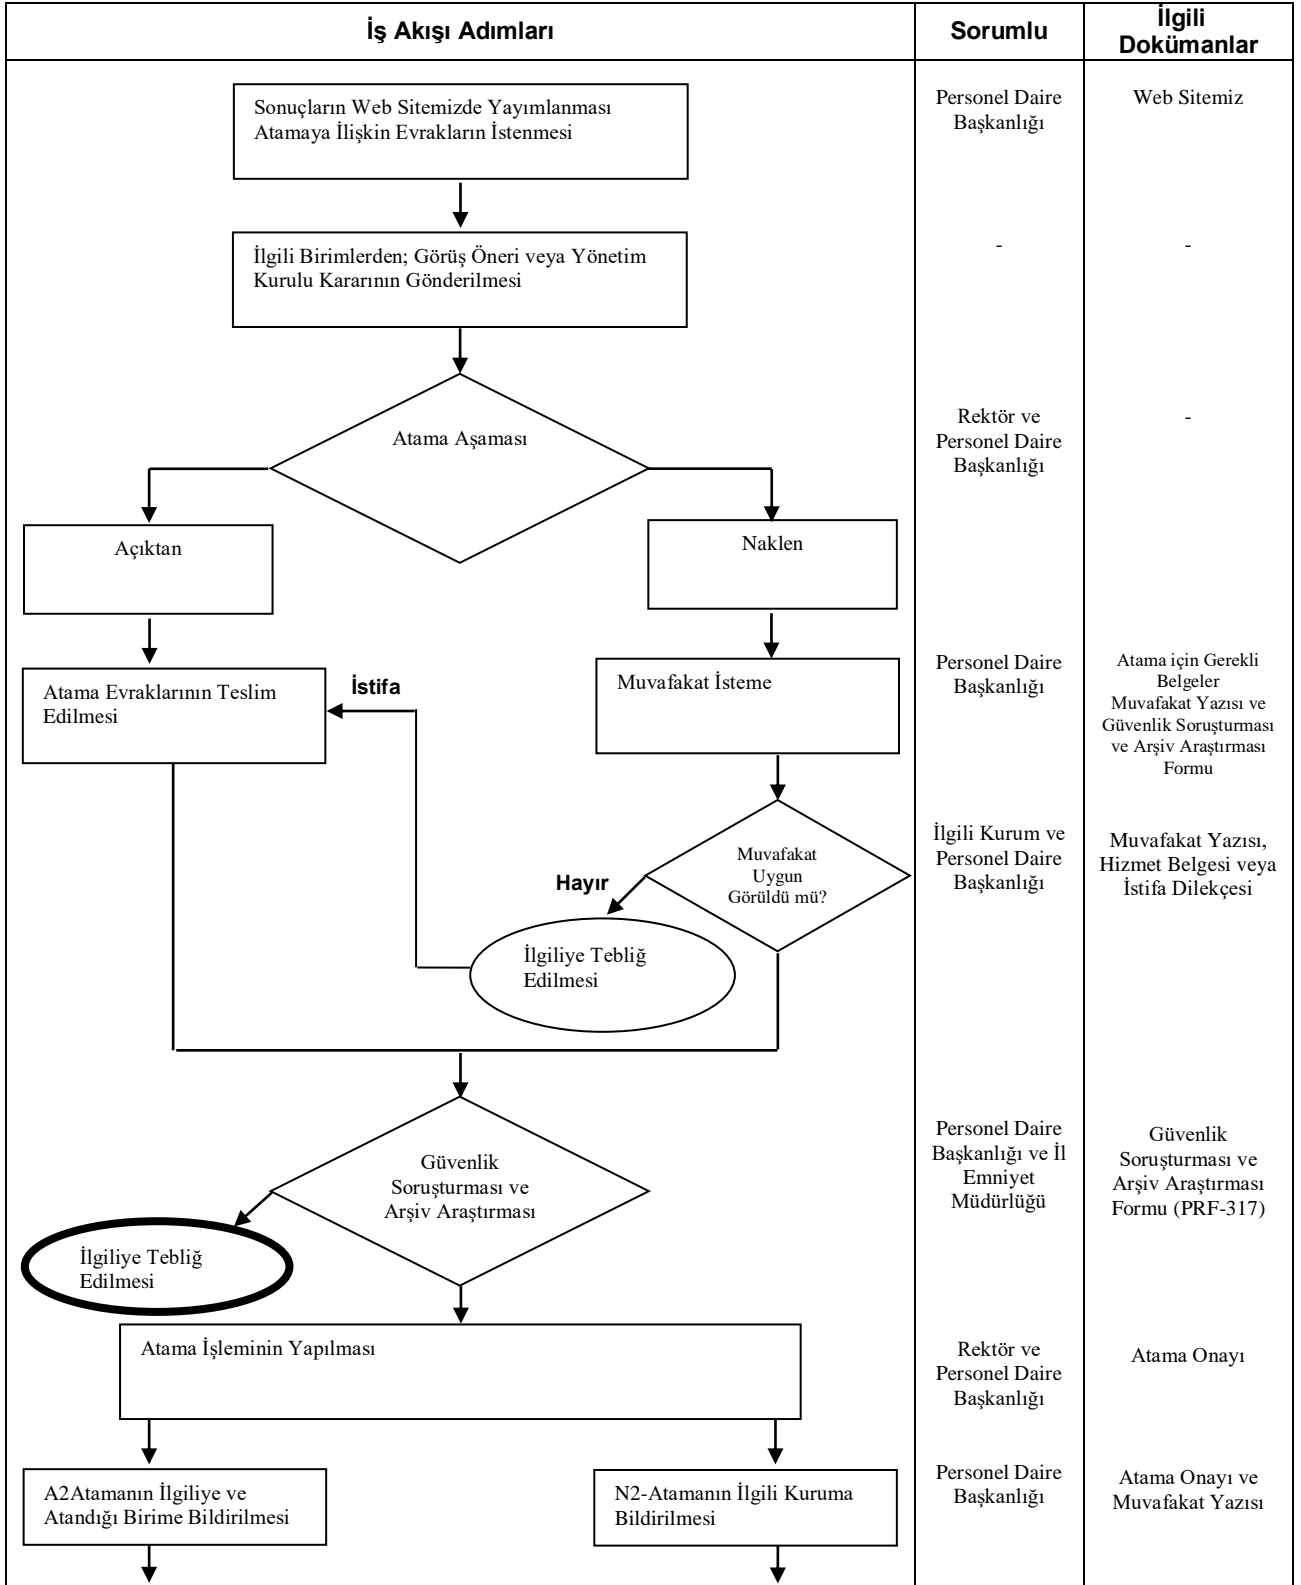 İş Akışı Adımları
Sorumlu
İlgili
Dokümanlar
Sonuçların Web Sitemizde Yayımlanması
Atamaya İlişkin Evrakların İstenmesi
Personel Daire
Başkanlığı
Web Sitemiz
İlgili Birimlerden; Görüş Öneri veya Yönetim
Kurulu Kararının Gönderilmesi
-
-
Atama Aşaması
Rektör ve
Personel Daire
Başkanlığı
-
Açıktan
Naklen
Atama Evraklarının Teslim
Edilmesi
İstifa
Muvafakat İsteme
Personel Daire
Başkanlığı
Atama için Gerekli
Belgeler
Muvafakat Yazısı ve
Güvenlik Soruşturması
ve Arşiv Araştırması
Formu
Muvafakat
Uygun
Görüldü mü?
Hayır
İlgiliye Tebliğ
Edilmesi
İlgili Kurum ve
Personel Daire
Başkanlığı
Muvafakat Yazısı,
Hizmet Belgesi veya
İstifa Dilekçesi
Güvenlik
Soruşturması ve
Arşiv Araştırması
İlgiliye Tebliğ
Edilmesi
Personel Daire
Başkanlığı ve İl
Emniyet
Müdürlüğü
Güvenlik
Soruşturması ve
Arşiv Araştırması
Formu (PRF-317)
Atama İşleminin Yapılması
Rektör ve
Personel Daire
Başkanlığı
Atama Onayı
A2Atamanın İlgiliye ve
Atandığı Birime Bildirilmesi
N2-Atamanın İlgili Kuruma
Bildirilmesi
Personel Daire
Başkanlığı
Atama Onayı ve
Muvafakat Yazısı